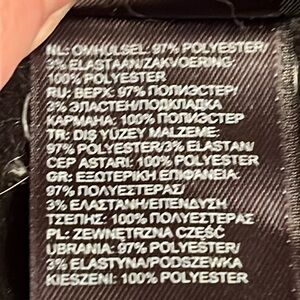 NL: OMHULSEL: 97% POLYESTER/
3% ELASTAAN/ZAKVOERING:
100% POLYESTER
RU: ВЕРХ: 97% ПОЛИЭСТЕР/
3% ЭЛАСТЕН/ПОДКЛАДКА
КАРМАНА: 100% ПОЛИЭСТЕР
TR: DIŞ YÜZEY MALZEME:
97% POLYESTER/3% ELASTAN/
CEP ASTARI: 100% POLYESTER
GR: ΕΞΩΤΕΡΙΚΗ ΕΠΙΦΑΝΕΙΑ:
97% ΠΟΛΥΕΣΤΕΡΑΣ/
3% ΕΛΑΣΤΑΝΗ/ΕΠΕΝΔΥΣΗ
ΤΣΕΠΗΣ: 100% ΠΟΛΥΕΣΤΕΡΑΣ
PL: ZEWNĘTRZNA CZĘŚĆ
UBRANIA: 97% POLYESTER/
3% ELASTYNA/PODSZEWKA
KIESZENI: 100% POLYESTER